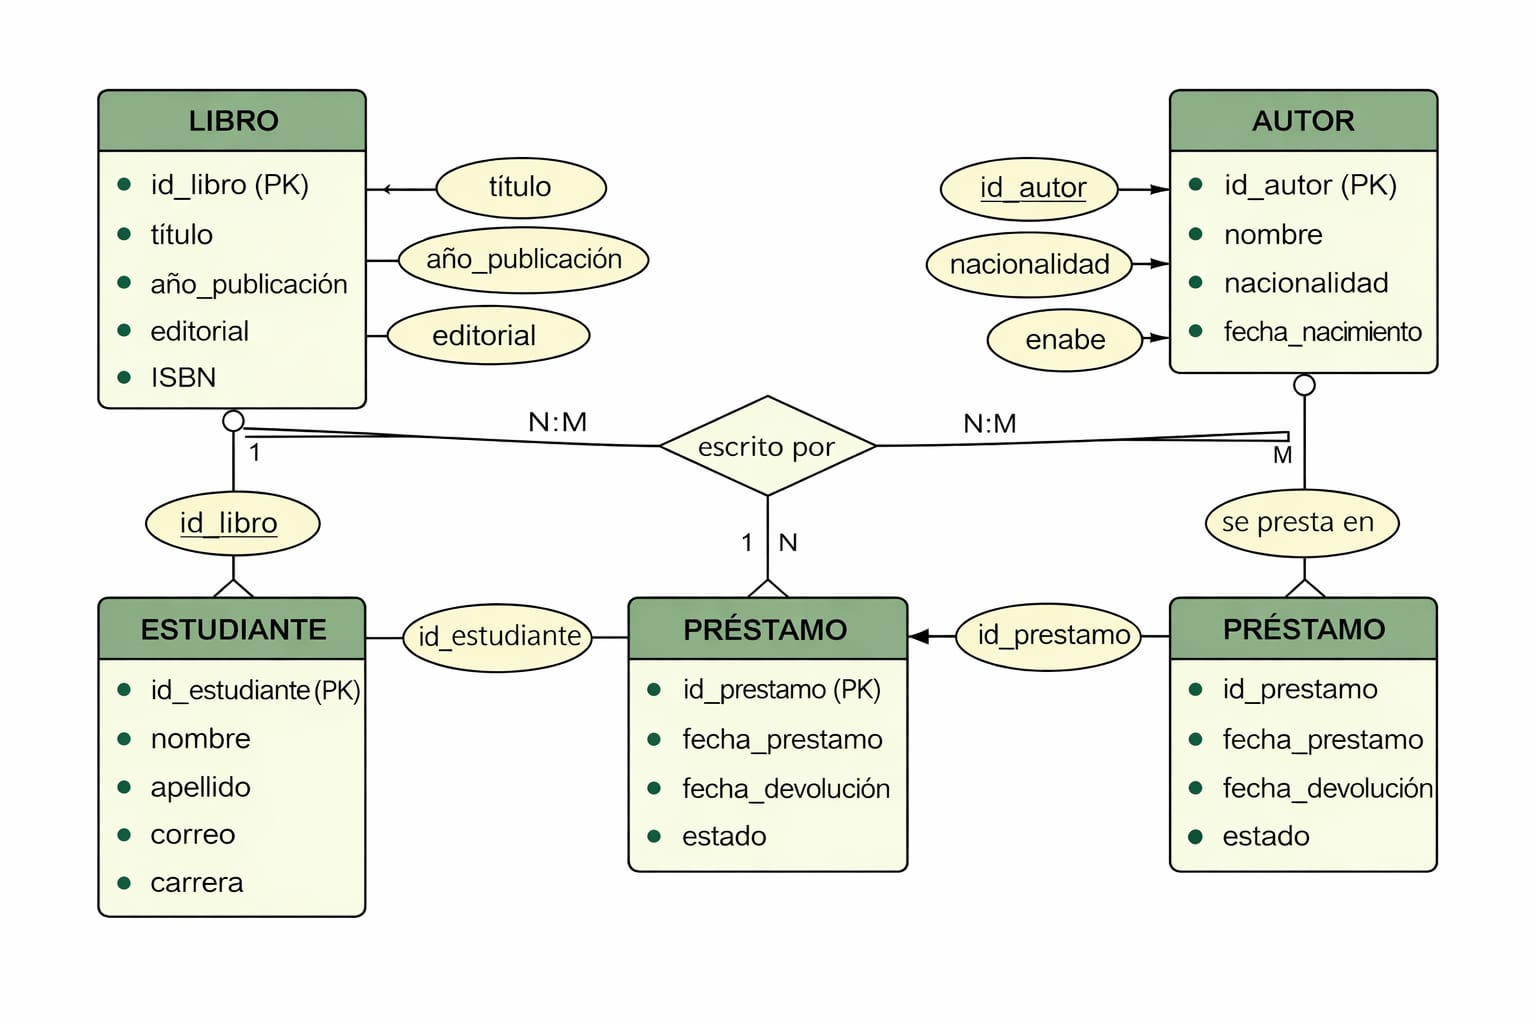 LIBRO
id_libro (PK)
título
año_publicación
editorial
ISBN
título
año_publicación
editorial
id_autor
nacionalidad
enabe
AUTOR
id_autor (PK)
nombre
nacionalidad
fecha_nacimiento
1
N:M
escrito por
N:M
M
id_libro
1 N
se presta en
ESTUDIANTE
id_estudiante (PK)
nombre
apellido
correo
carrera
id_estudiante
PRÉSTAMO
id_prestamo (PK)
fecha_prestamo
fecha_devolución
estado
id_prestamo
PRÉSTAMO
id_prestamo
fecha_prestamo
fecha_devolución
estado